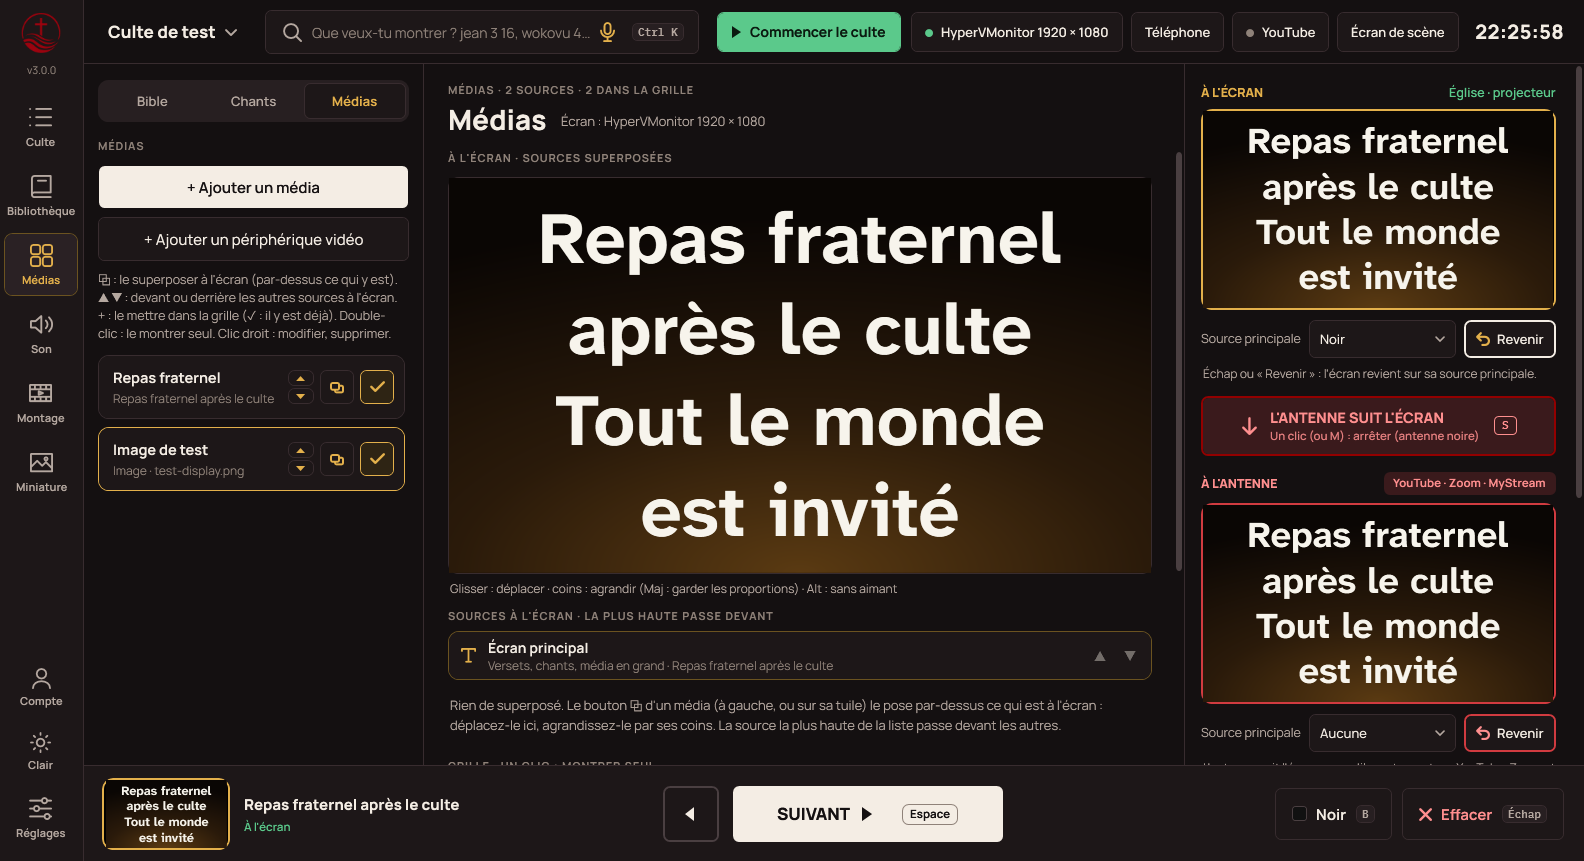 v3.0.0
Culte
Bibliothèque
Médias
Son
Montage
Miniature
Compte
Clair
Réglages
Culte de test
Que veux-tu montrer ? jean 3 16, wokovu 4...
Ctrl K
Commencer le culte
HyperVMonitor 1920 × 1080
Téléphone
YouTube
Écran de scène
22:25:58
Bible
Chants
Médias
MÉDIAS
+ Ajouter un média
+ Ajouter un périphérique vidéo
: le superposer à l'écran (par-dessus ce qui y est).
▲▼ : devant ou derrière les autres sources à l'écran.
+ : le mettre dans la grille (✓ : il y est déjà). Double-
clic : le montrer seul. Clic droit : modifier, supprimer.
Repas fraternel
Repas fraternel après le culte
Image de test
Image · test-display.png
MÉDIAS · 2 SOURCES · 2 DANS LA GRILLE
Médias
Écran : HyperVMonitor 1920 × 1080
À L'ÉCRAN · SOURCES SUPERPOSÉES
Repas fraternel
après le culte
Tout le monde
est invité
Glisser : déplacer · coins : agrandir (Maj : garder les proportions) · Alt : sans aimant
SOURCES À L'ÉCRAN · LA PLUS HAUTE PASSE DEVANT
Écran principal
Versets, chants, média en grand · Repas fraternel après le culte
Rien de superposé. Le bouton d'un média (à gauche, ou sur sa tuile) le pose par-dessus ce qui est à l'écran :
déplacez-le ici, agrandissez-le par ses coins. La source la plus haute de la liste passe devant les autres.
GRILLE · UN CLIC : MONTRER SEUL
À L'ÉCRAN
Église · projecteur
Repas fraternel
après le culte
Tout le monde
est invité
Source principale
Noir
Revenir
Échap ou « Revenir » : l'écran revient sur sa source principale.
L'ANTENNE SUIT L'ÉCRAN
Un clic (ou M) : arrêter (antenne noire)
S
À L'ANTENNE
YouTube · Zoom · MyStream
Repas fraternel
après le culte
Tout le monde
est invité
Source principale
Aucune
Revenir
Repas fraternel
après le culte
Tout le monde
est invité
Repas fraternel après le culte
À l'écran
SUIVANT
Espace
Noir
B
Effacer
Échap